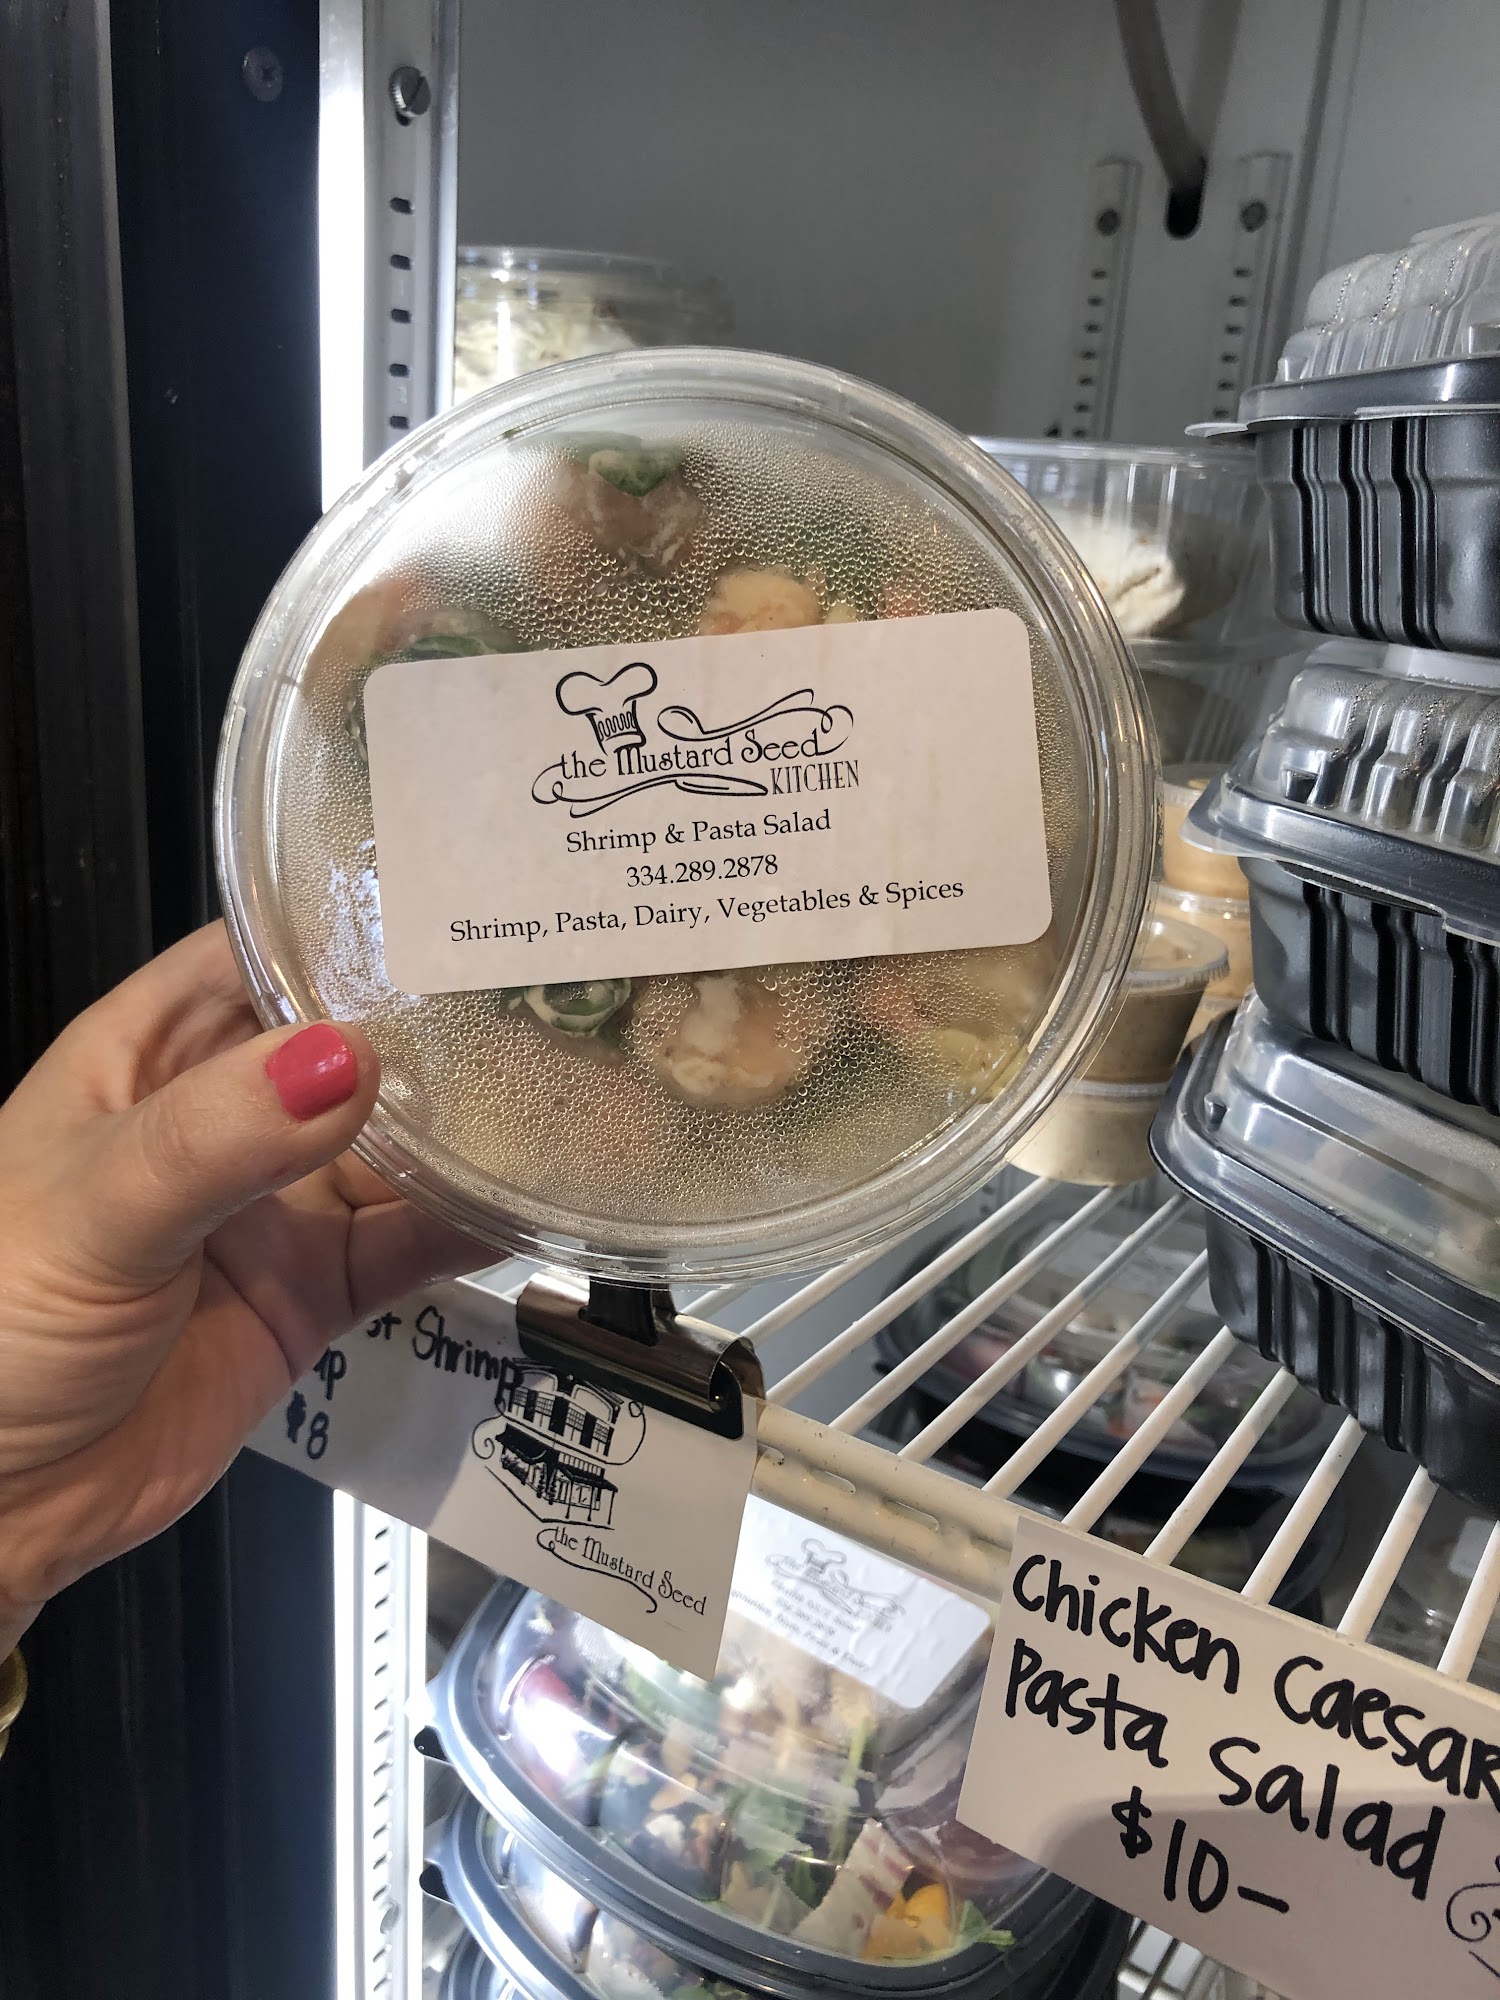 the Mustard Seed
KITCHEN
Shrimp & Pasta Salad
334.289.2878
Shrimp, Pasta, Dairy, Vegetables & Spices
Shrimp
$8
the Mustard Seed
Chicken Caesar
Pasta Salad
$10-